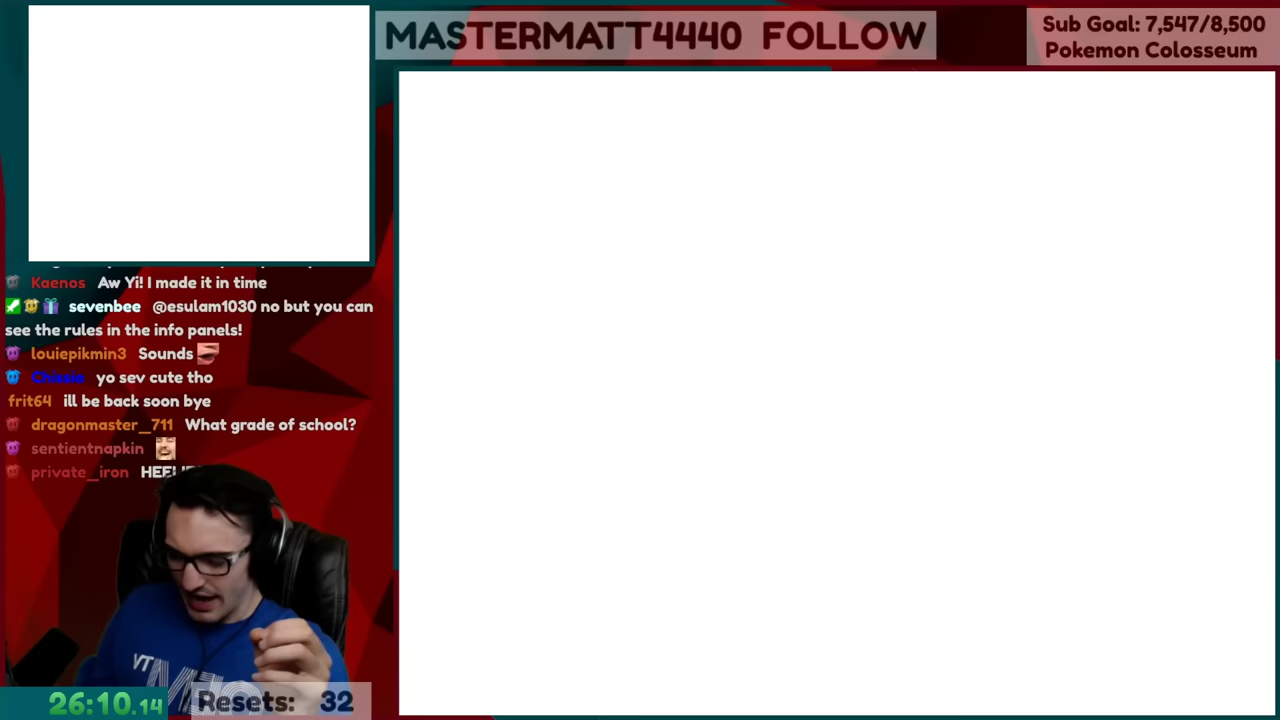 MASTERMATT4440 FOLLOW
Sub Goal: 7,547/8,500
Pokemon Colosseum
Kaenos Aw Yi! I made it in time
sevenbee @esulam1030 no but you can
see the rules in the info panels!
louiepikmin3 Sounds
Chissio yo sev cute tho
frit64 ill be back soon bye
dragonmaster_711 What grade of school?
sentientnapkin
private_iron
VT
26:10.14
Resets: 32